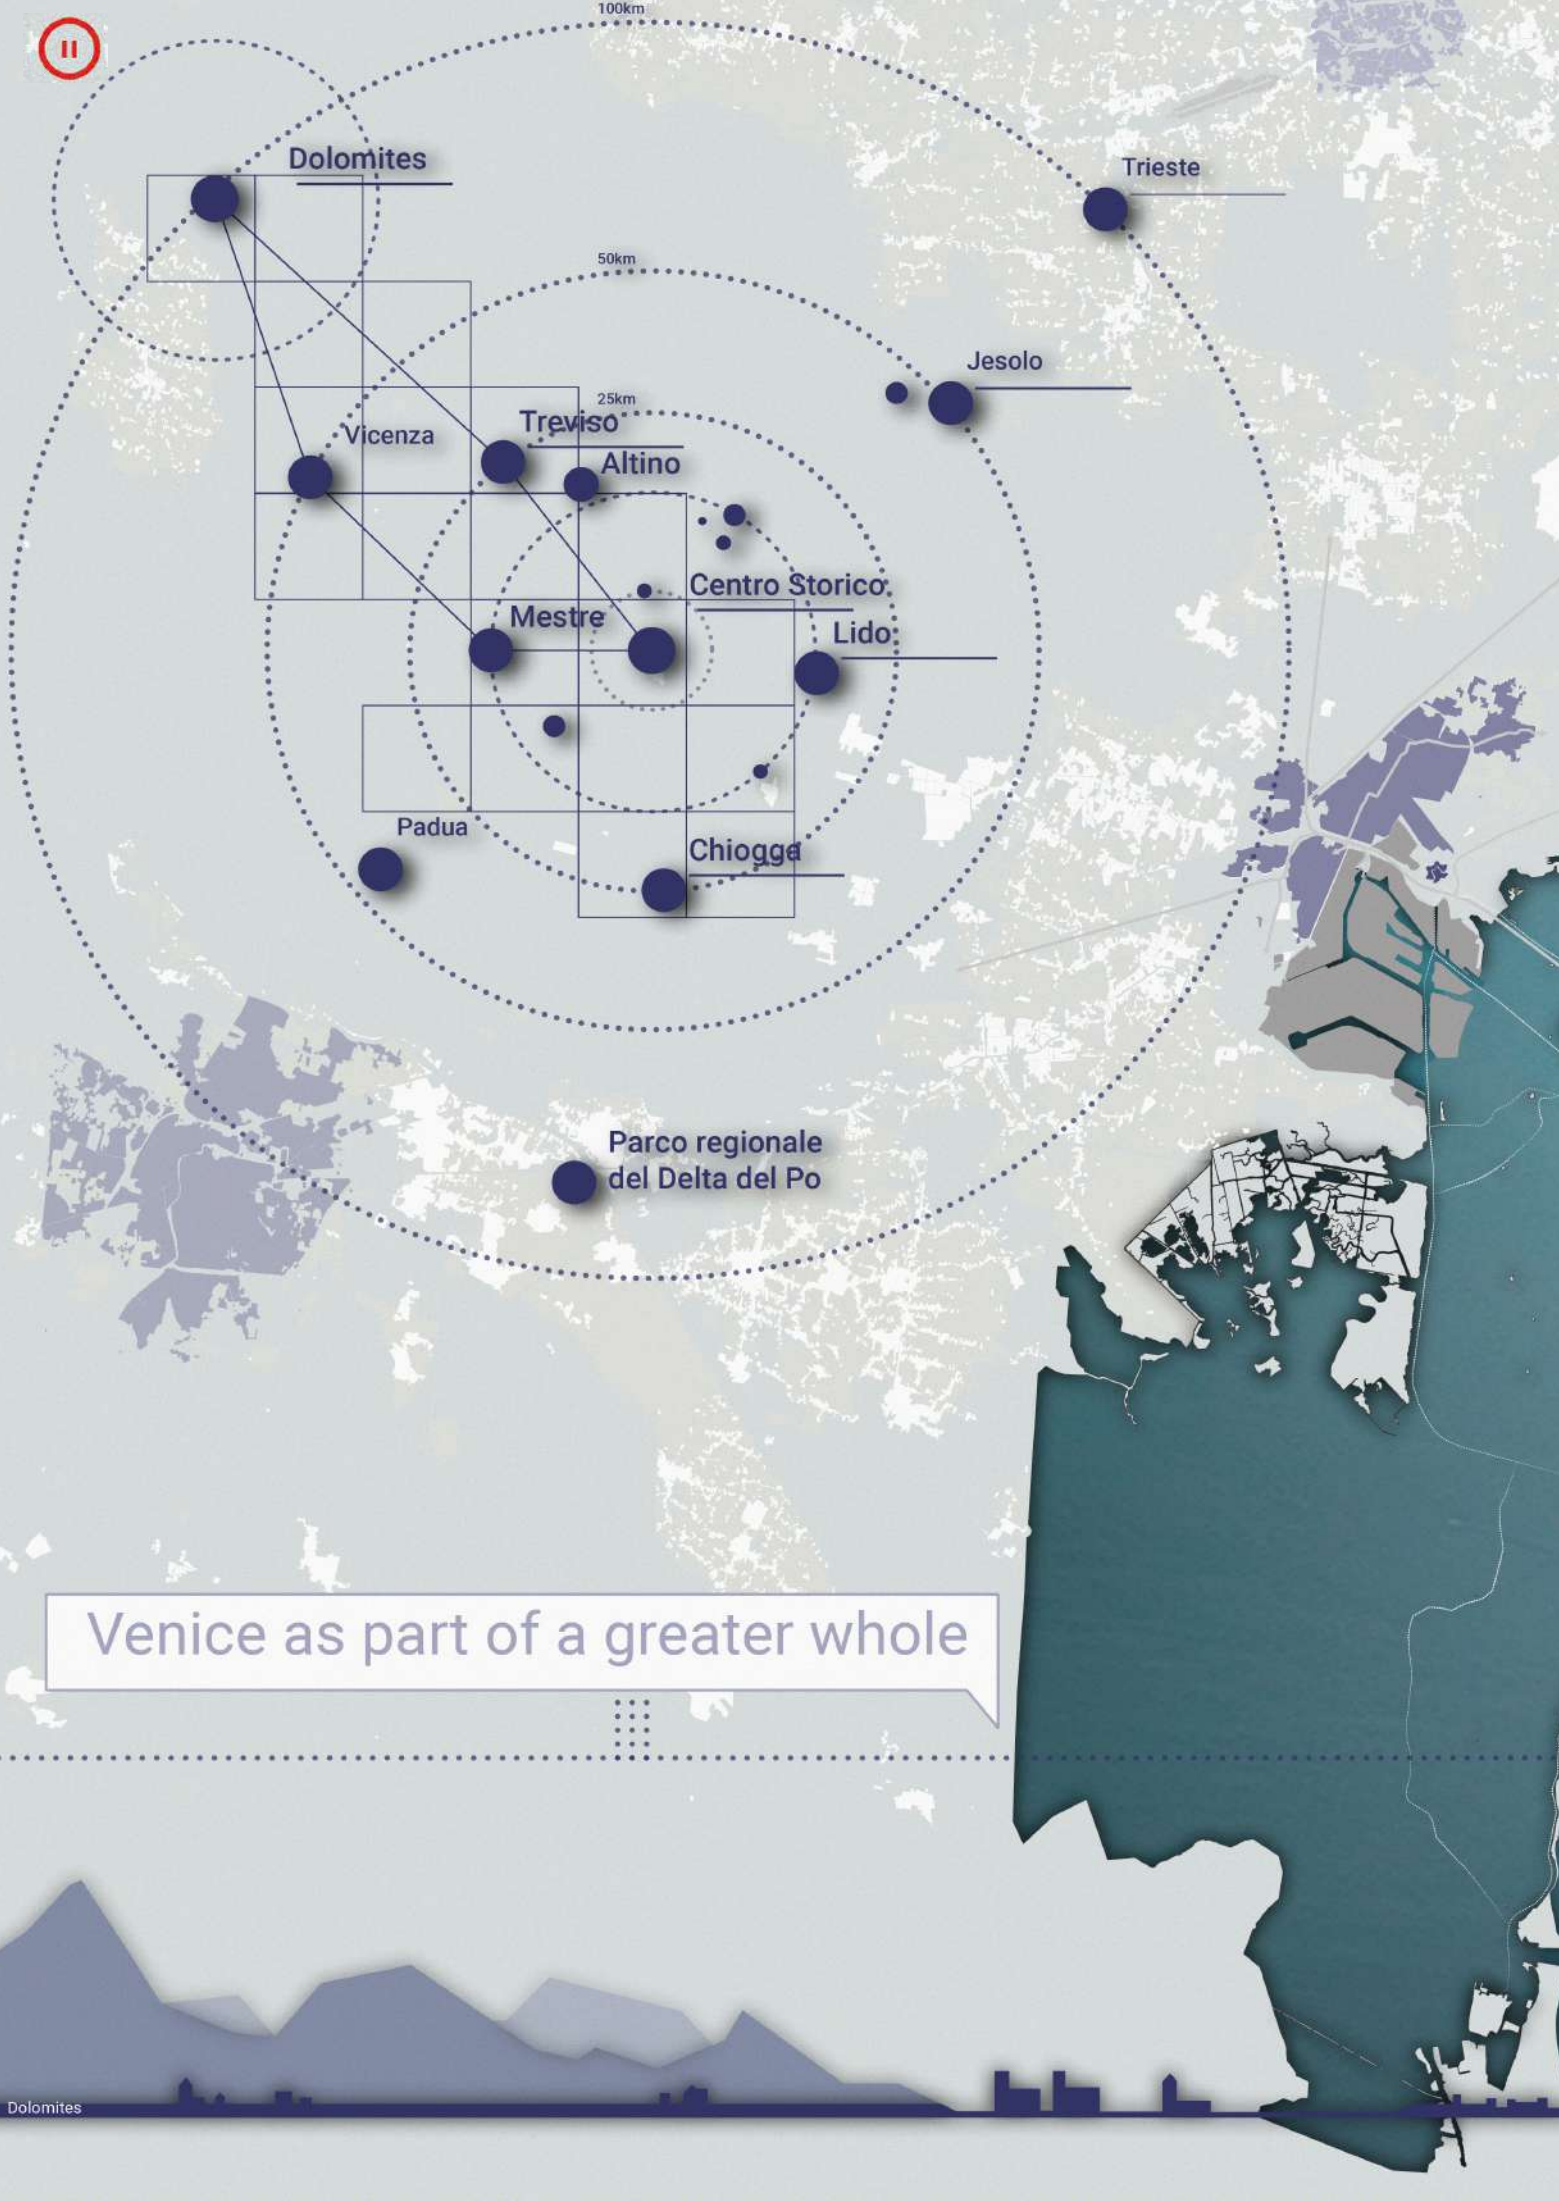 100km
II
Dolomites
Trieste
50km
Jesolo
25km
Treviso
Vicenza
Altino
Centro Storico
Mestre
Lido
Padua
Chiogga
Parco regionale
del Delta del Po
Venice as part of a greater whole
Dolomites